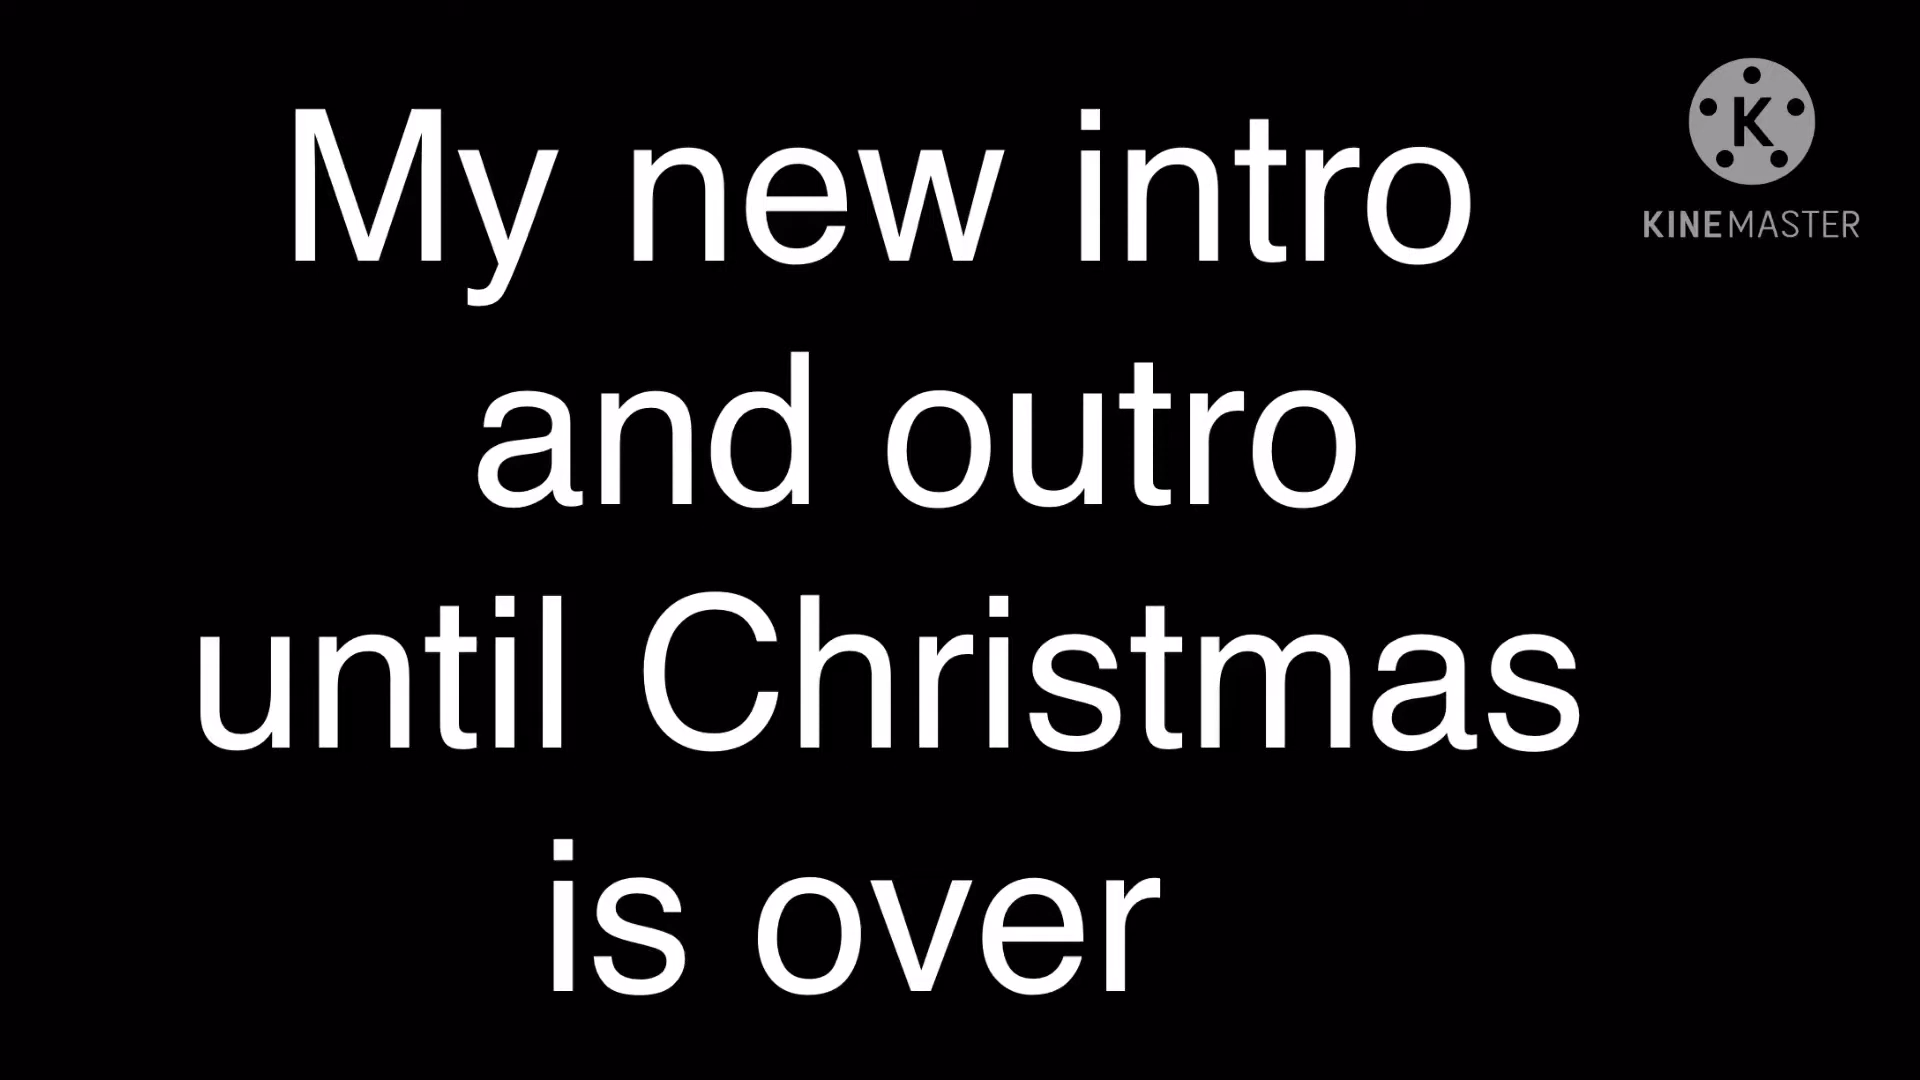 My new intro
and outro
until Christmas
is over
K
KINEMASTER